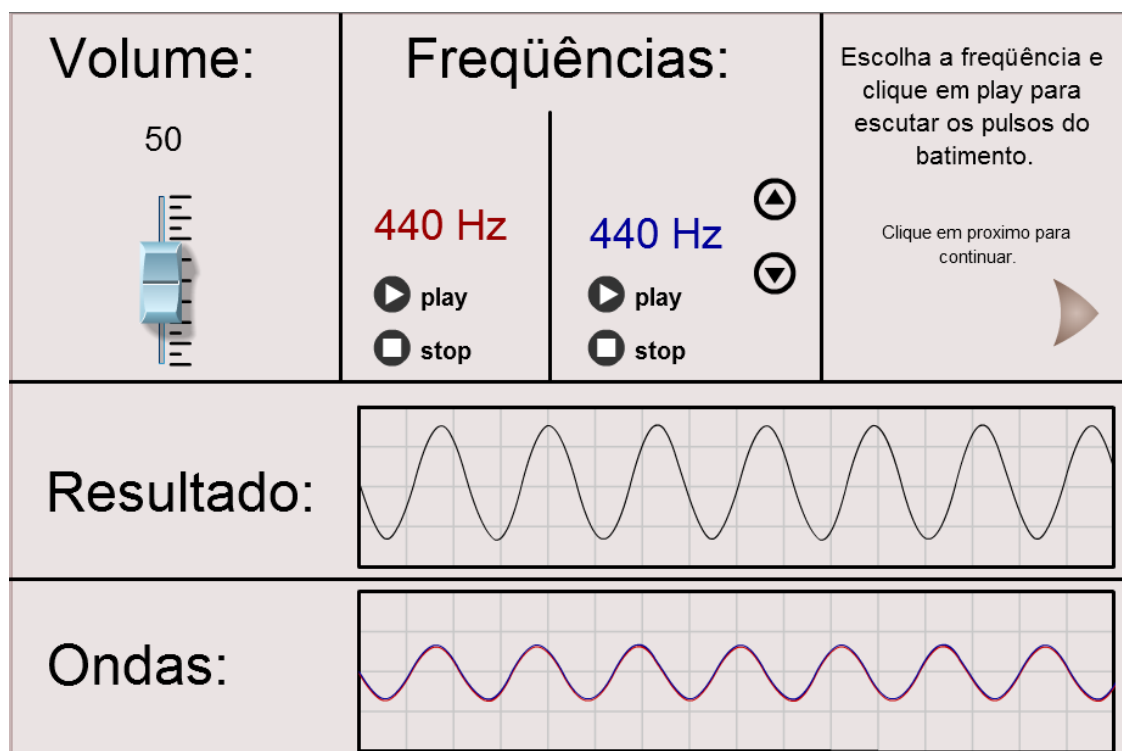 Volume:
50
Freqüências:
440 Hz
play
stop
440 Hz
play
stop
Escolha a freqüência e
clique em play para
escutar os pulsos do
batimento.
Clique em proximo para
continuar.
Resultado:
Ondas: